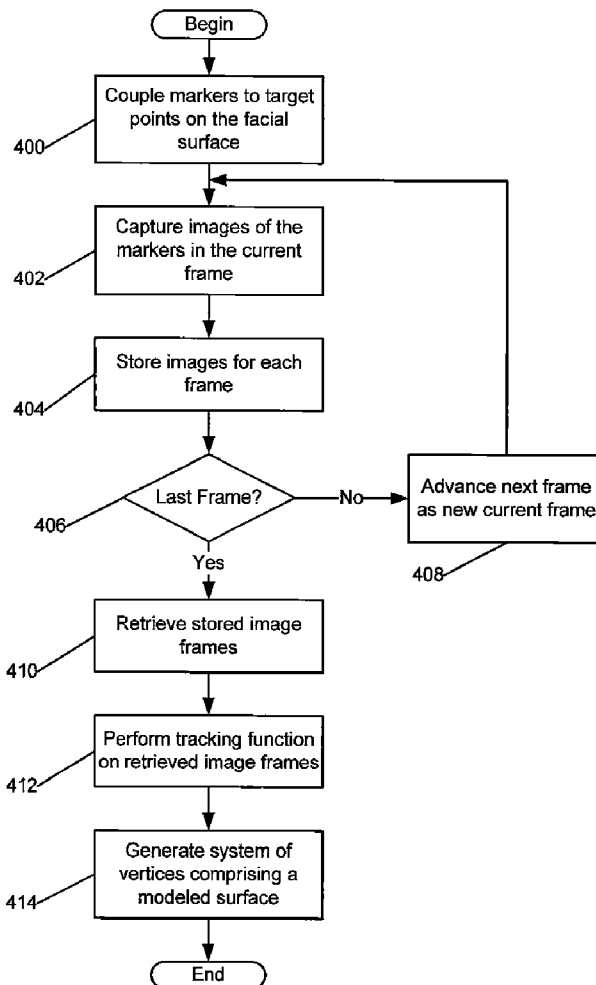 Begin
Couple markers to target
points on the facial
surface
400
Capture images of the
markers in the current
frame
402
Store images for each
frame
404
Last Frame?
406
No
Advance next frame
as new current frame
408
Yes
Retrieve stored image
frames
410
Perform tracking function
on retrieved image frames
412
Generate system of
vertices comprising a
modeled surface
414
End